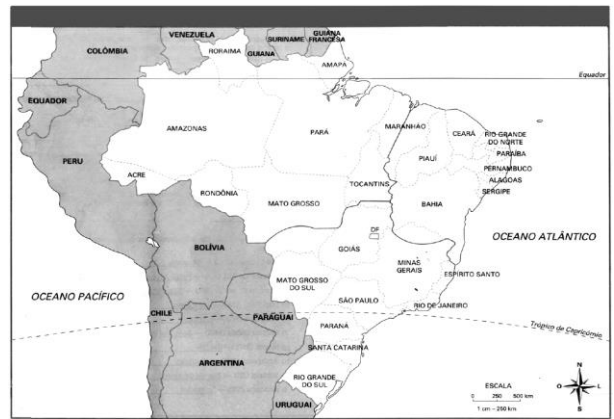 VENEZUELA
SURINAME
GUIANA
FRANCESA
COLÔMBIA
RORAIMA
GUIANA
AMAPÁ
Equador
EQUADOR
AMAZONAS
PARÁ
MARANHÃO
CEARÁ
RIO GRANDE
DO NORTE
PERU
PIAUÍ
PARAÍBA
PERNAMBUCO
ACRE
TOCANTINS
ALAGOAS
RONDÔNIA
SERGIPE
MATO GROSSO
BAHIA
DF
OCEANO ATLÂNTICO
BOLÍVIA
GOIÁS
MINAS
GERAIS
ESPÍRITO SANTO
MATO GROSSO
DO SUL
OCEANO PACÍFICO
SÃO PAULO
RIO DE JANEIRO
CHILE
PARAGUAI
Trópico de Capricórnio
PARANÁ
SANTA CATARINA
ARGENTINA
RIO GRANDE
DO SUL
N
O
L
S
ESCALA
0 250 500 km
1 cm — 250 km
URUGUAI